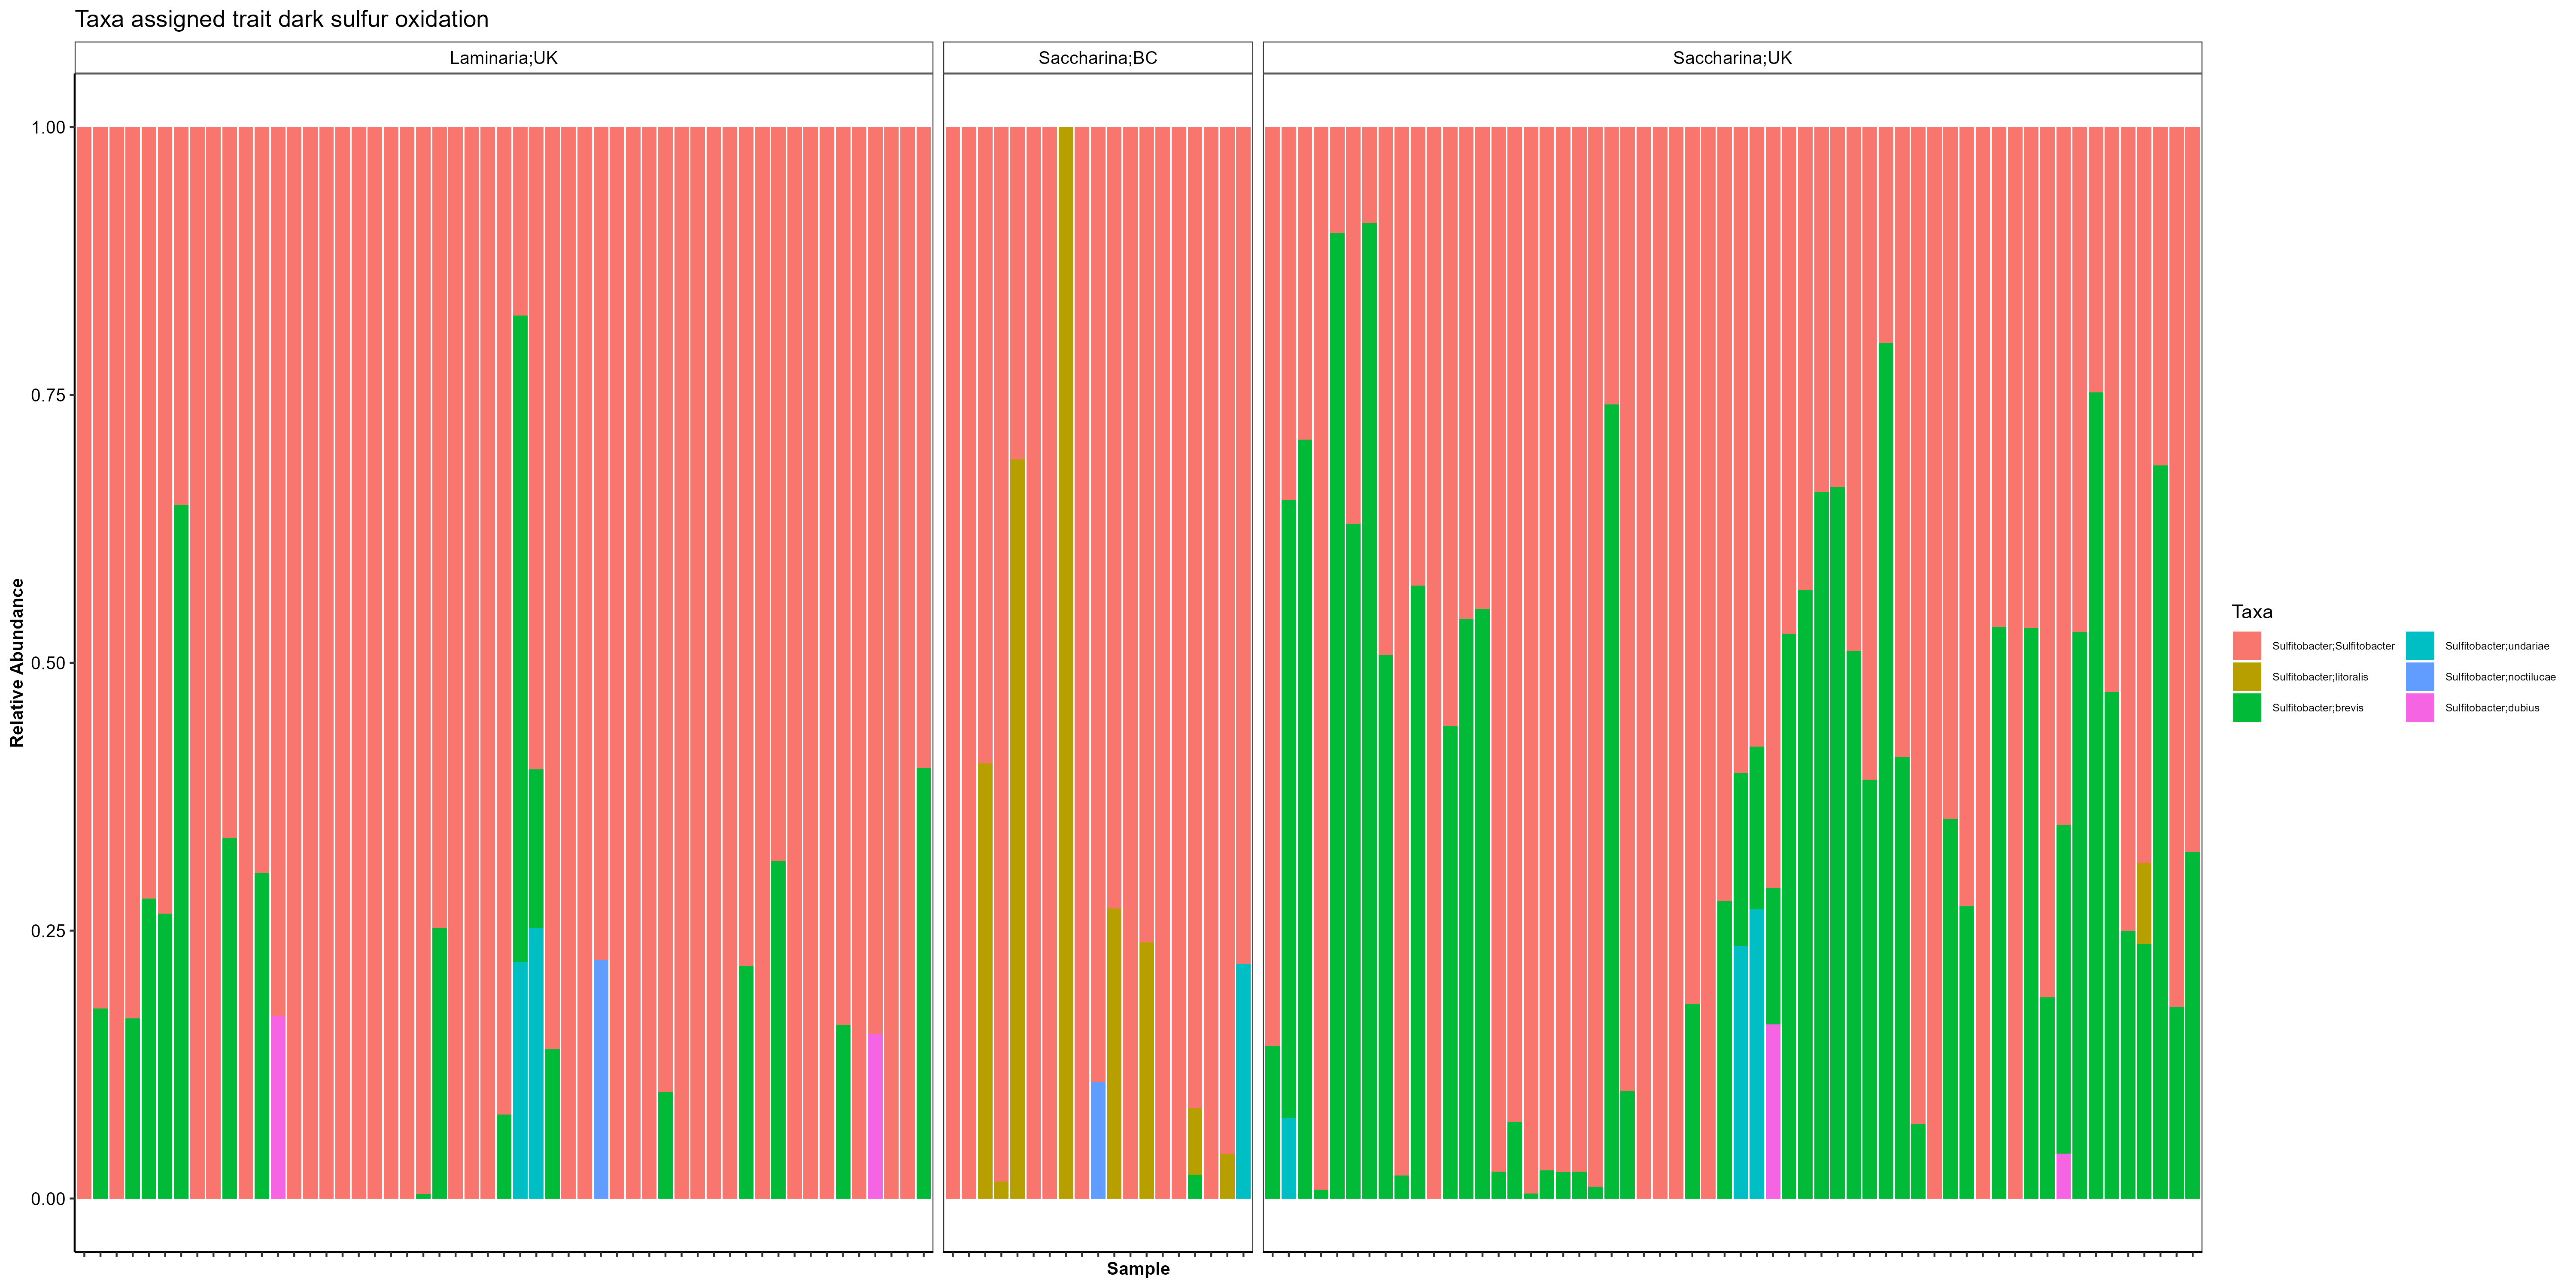 Taxa assigned trait dark sulfur oxidation
Laminaria;UK
Saccharina;BC
Saccharina;UK
1.00
0.75
0.50
0.25
0.00
Relative Abundance
Sample
Taxa
Sulfitobacter;Sulfitobacter
Sulfitobacter;litoralis
Sulfitobacter;brevis
Sulfitobacter;undariae
Sulfitobacter;noctilucae
Sulfitobacter;dubius